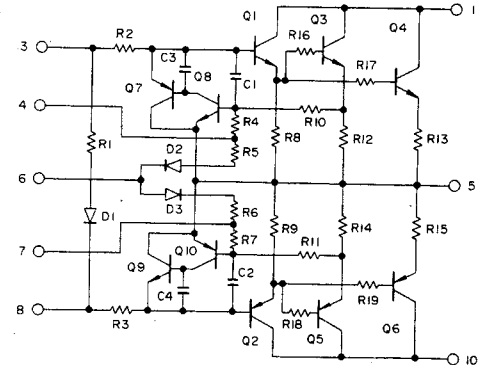 Q1 Q3 Q4 1
3 R2 C3 Q8 R16 R17
Q7 C1
4 R4 R10
R1 D2 R5 R8 R12 R13
6 5
D3 R6 R9 R14 R15
D1 R7 R11
7 Q10
Q9 C4 C2 R19
8 R3 R18
Q2 Q5 Q6 10